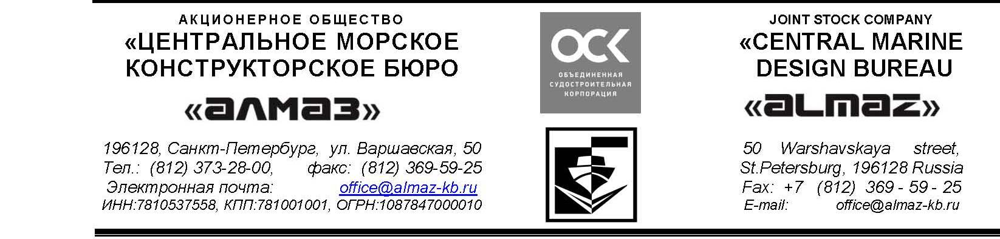 АКЦИОНЕРНОЕ ОБЩЕСТВО
«ЦЕНТРАЛЬНОЕ МОРСКОЕ
КОНСТРУКТОРСКОЕ БЮРО
«АЛМАЗ»
196128, Санкт-Петербург, ул. Варшавская, 50
Тел.: (812) 373-28-00, факс: (812) 369-59-25
Электронная почта: office@almaz-kb.ru
ИНН:7810537558, КПП:781001001, ОГРН:1087847000010
ОСК
ОБЪЕДИНЕННАЯ
СУДОСТРОИТЕЛЬНАЯ
КОРПОРАЦИЯ
JOINT STOCK COMPANY
«CENTRAL MARINE
DESIGN BUREAU
«ALMAZ»
50 Warshavskaya street,
St.Petersburg, 196128 Russia
Fax: +7 (812) 369 - 59 - 25
E-mail: office@almaz-kb.ru